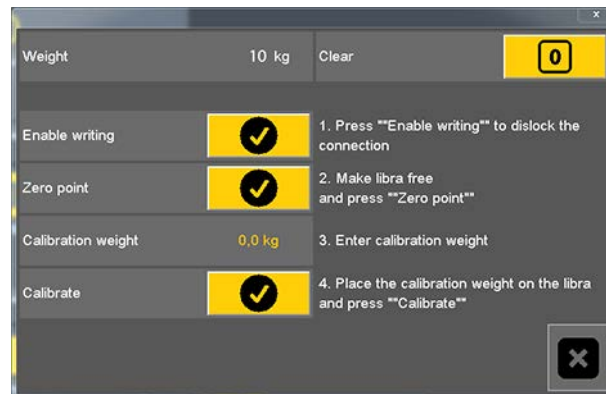 x
Weight 10 kg Clear 0
Enable writing 1. Press ""Enable writing"" to dislock the
connection
Zero point 2. Make libra free
and press ""Zero point""
Calibration weight 0,0 kg 3. Enter calibration weight
Calibrate 4. Place the calibration weight on the libra
and press ""Calibrate""